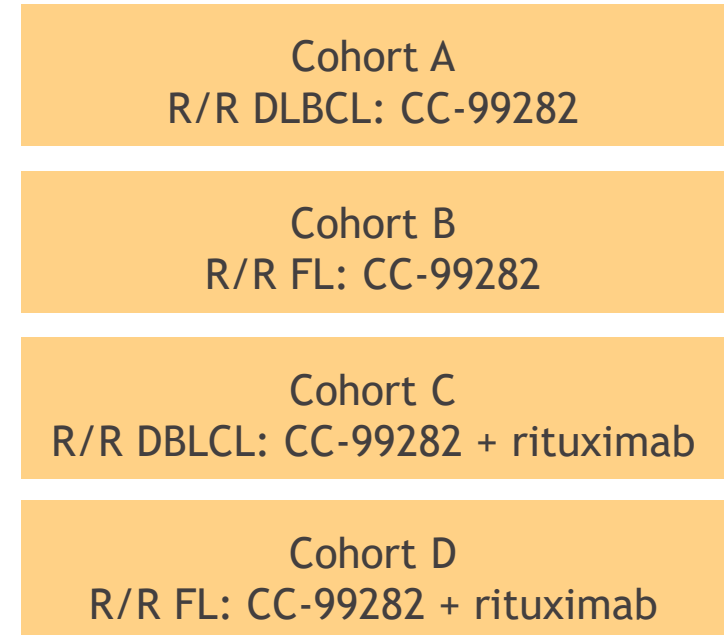 Cohort A
R/R DLBCL: CC-99282
Cohort B
R/R FL: CC-99282
Cohort C
R/R DBLCL: CC-99282 + rituximab
Cohort D
R/R FL: CC-99282 + rituximab